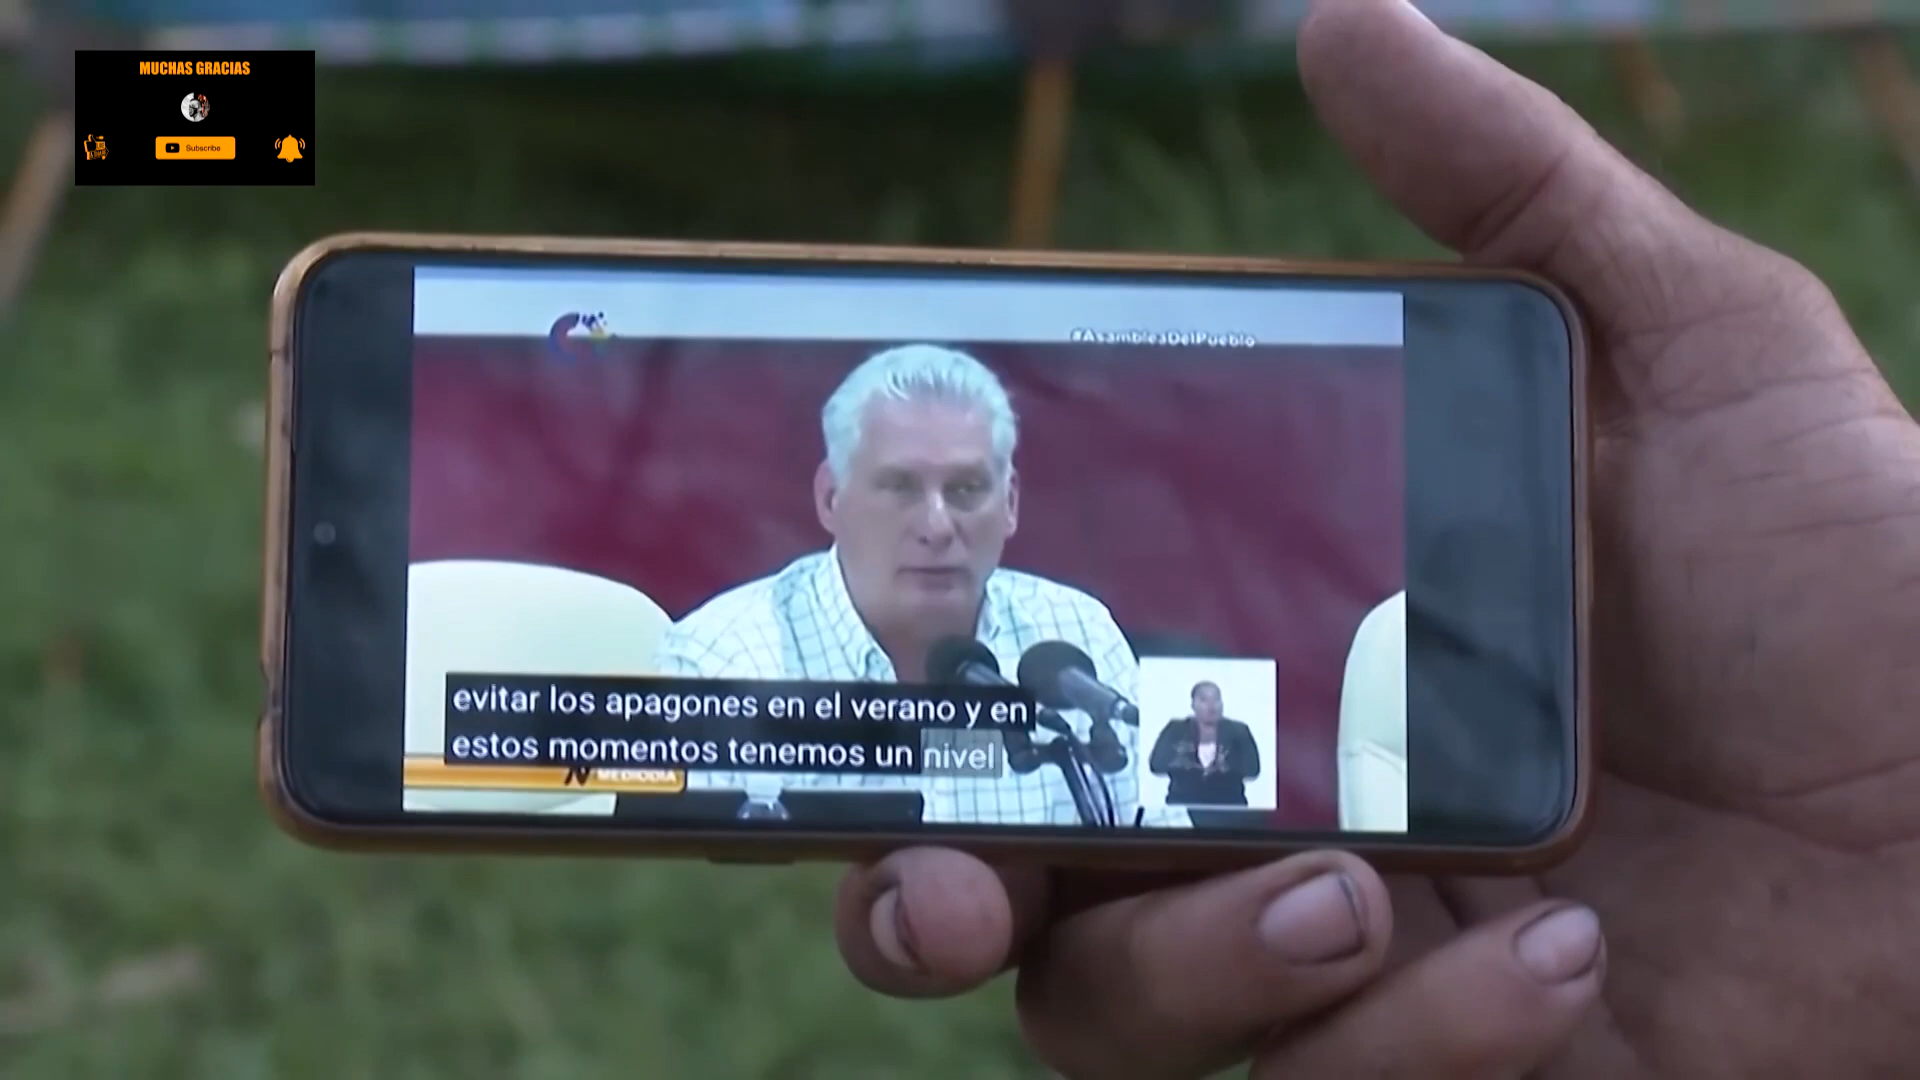 MUCHAS GRACIAS
Subscribe
#AsambleaDelPueblo
evitar los apagones en el verano y en
estos momentos tenemos un nivel
N MEDIODIA